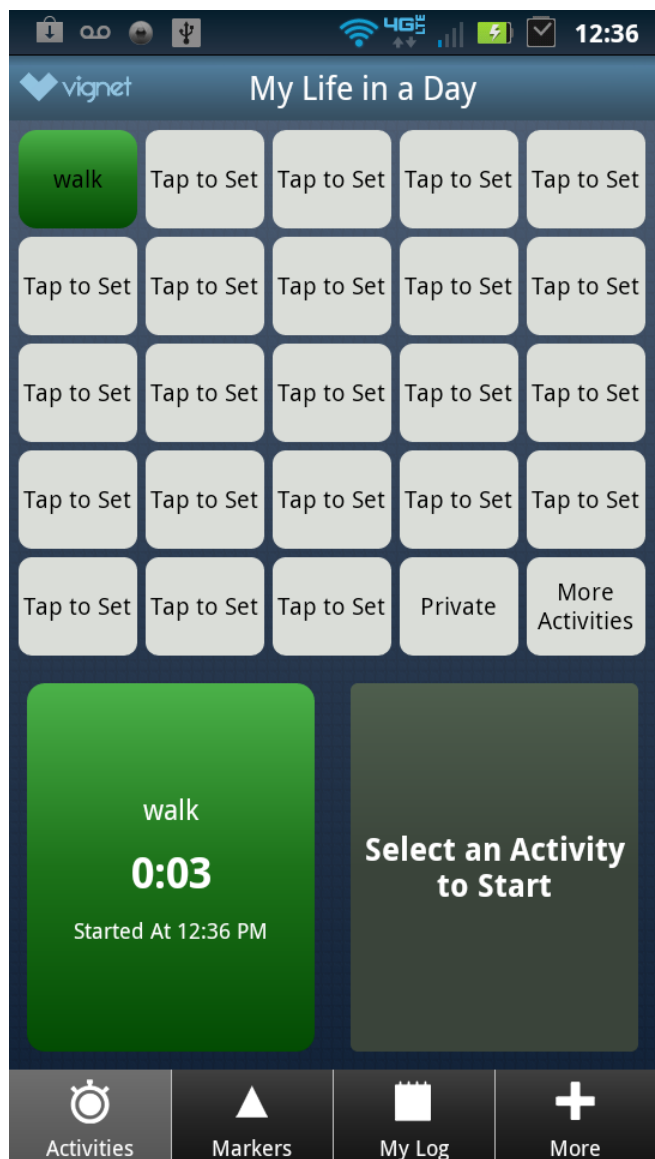 4G LTE 12:36
vignet My Life in a Day
walk Tap to Set Tap to Set Tap to Set Tap to Set
Tap to Set Tap to Set Tap to Set Tap to Set Tap to Set
Tap to Set Tap to Set Tap to Set Tap to Set Tap to Set
Tap to Set Tap to Set Tap to Set Tap to Set Tap to Set
Tap to Set Tap to Set Tap to Set Private More
Activities
walk
0:03
Started At 12:36 PM
Select an Activity
to Start
Activities Markers My Log More